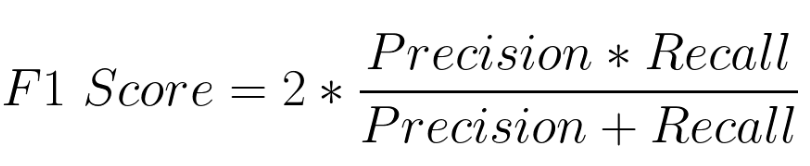 F1 Score = 2 * Precision * Recall
Precision + Recall